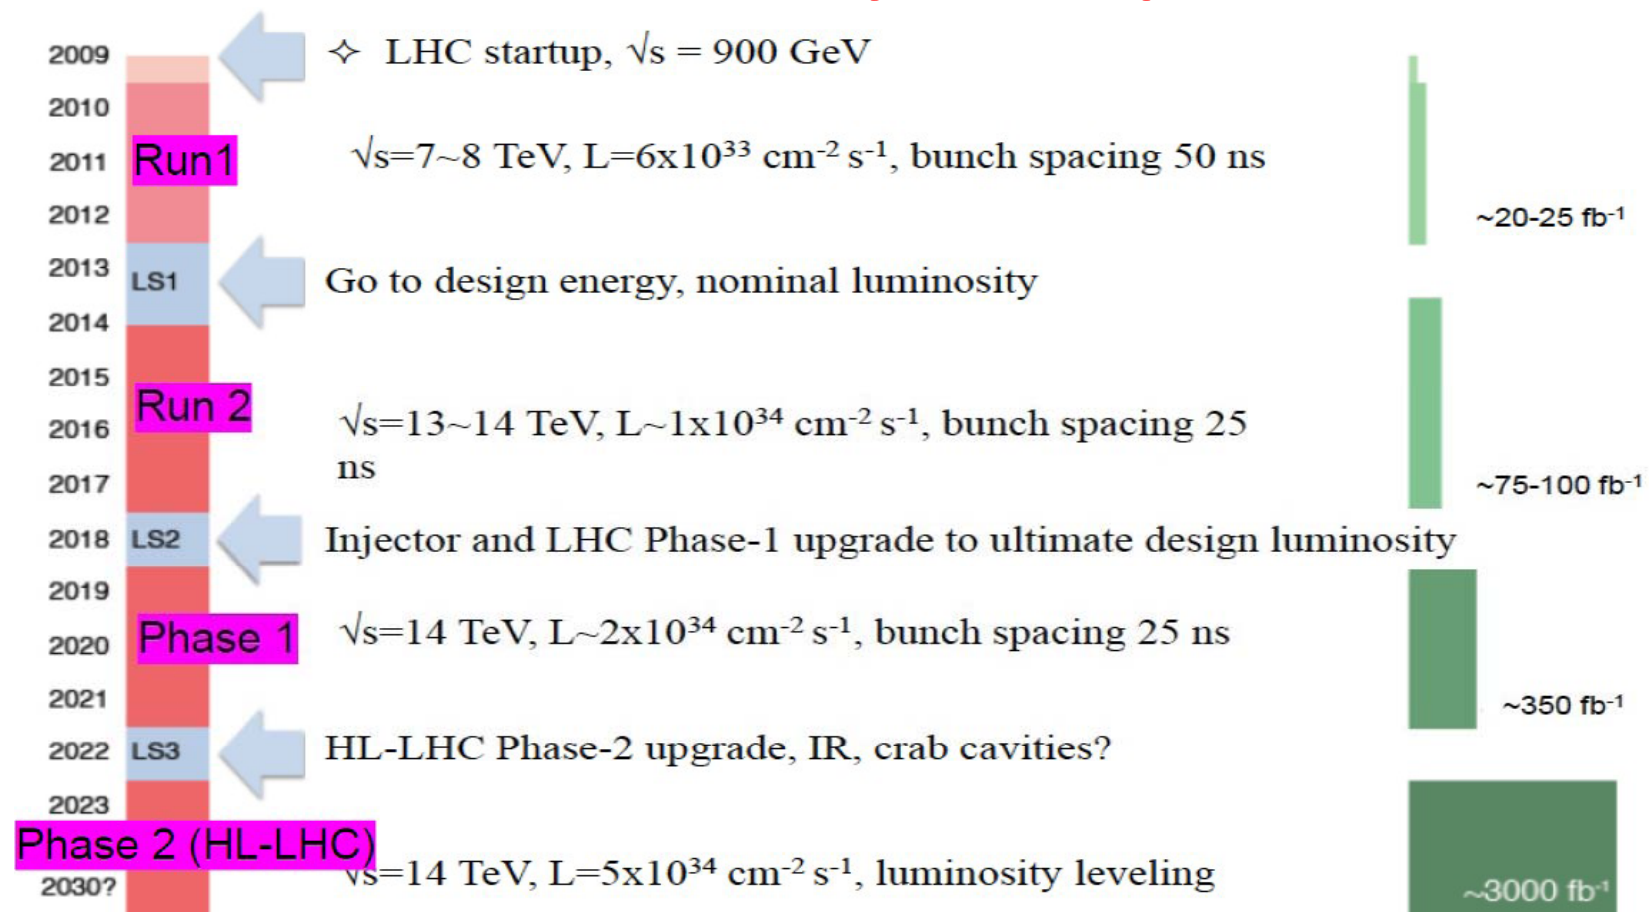 2009
✧ LHC startup, √s = 900 GeV
2010
2011
Run1
√s=7~8 TeV, L=6x10³³ cm⁻² s⁻¹, bunch spacing 50 ns
2012
~20-25 fb⁻¹
2013
LS1
Go to design energy, nominal luminosity
2014
2015
Run 2
2016
√s=13~14 TeV, L~1x10³⁴ cm⁻² s⁻¹, bunch spacing 25
ns
2017
~75-100 fb⁻¹
2018
LS2
Injector and LHC Phase-1 upgrade to ultimate design luminosity
2019
2020
Phase 1
√s=14 TeV, L~2x10³⁴ cm⁻² s⁻¹, bunch spacing 25 ns
2021
~350 fb⁻¹
2022
LS3
HL-LHC Phase-2 upgrade, IR, crab cavities?
2023
Phase 2 (HL-LHC)
2030?
√s=14 TeV, L=5x10³⁴ cm⁻² s⁻¹, luminosity leveling
~3000 fb⁻¹